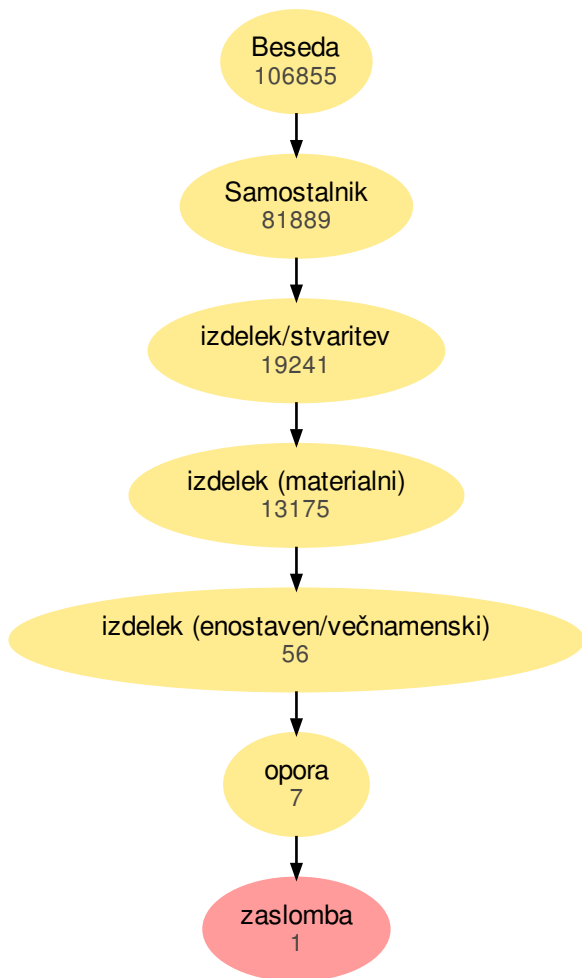 Beseda
106855
Samostalnik
81889
izdelek/stvaritev
19241
izdelek (materialni)
13175
izdelek (enostaven/večnamenski)
56
opora
7
zaslomba
1